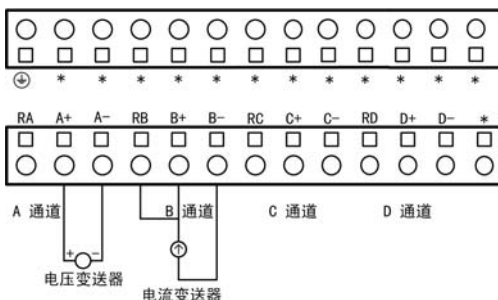 * * * * * * * * * * * *
RA A+ A- RB B+ B- RC C+ C- RD D+ D- *
A 通道 B 通道 C 通道 D 通道
+ -
电压变送器
电流变送器